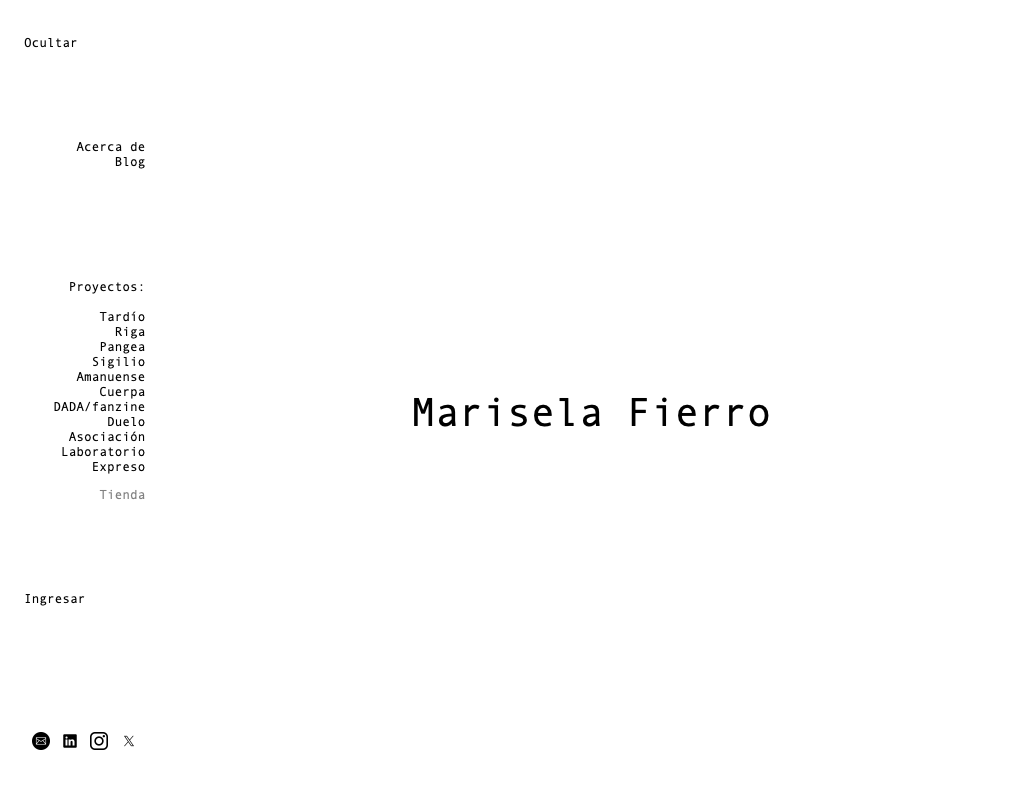 Ocultar
Acerca de
Blog
Proyectos:
Tardío
Riga
Pangea
Sigilio
Amanuense
Cuerpa
DADA/fanzine
Duelo
Asociación
Laboratorio
Expreso
Tienda
Marisela Fierro
Ingresar